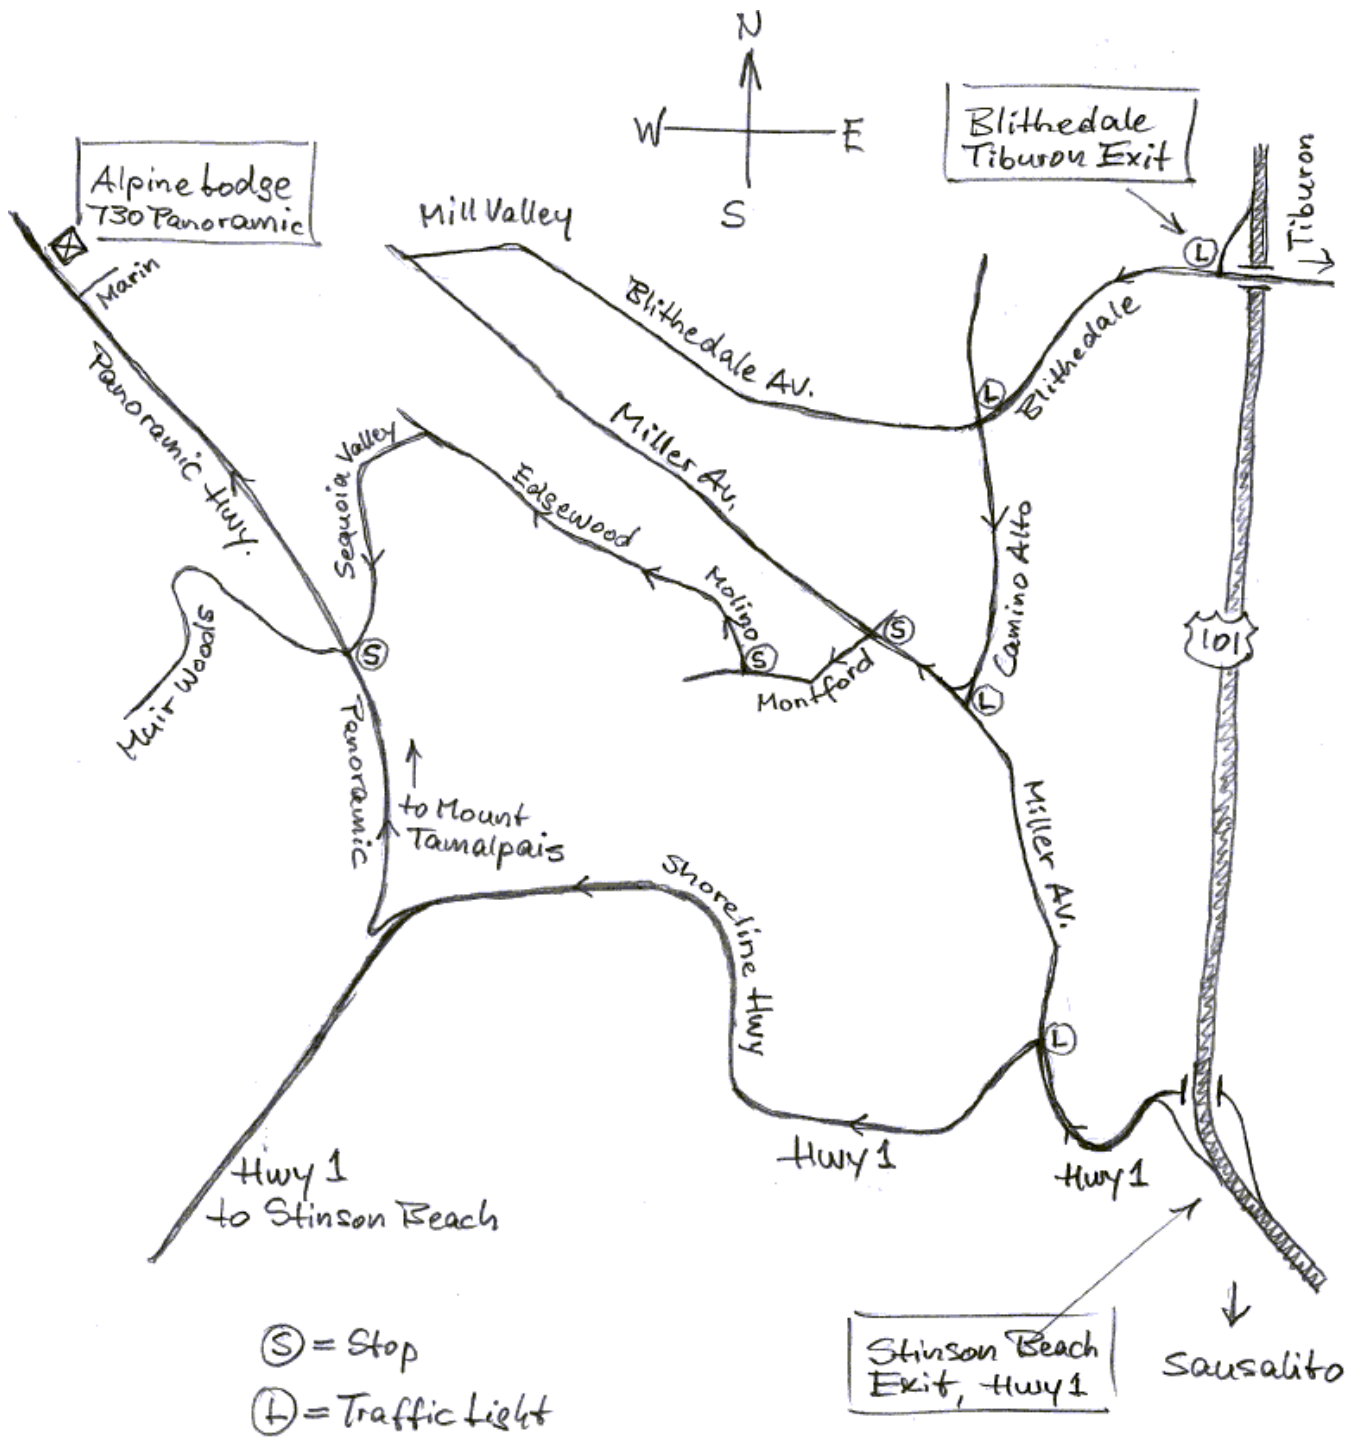 N
W
E
S
Blithedale
Tiburon Exit
Alpine Lodge
730 Panoramic
Mill Valley
L
Tiburon
Marin
Blithedale Av.
Blithedale
L
Panoramic Hwy.
Sequoia Valley
Miller Av.
Edgewood
Camino Alto
Molino
S
S
S
101
Muir Woods
Montford
L
Panoramic
to Mount
Tamalpais
Miller Av.
Shoreline Hwy
L
Hwy 1
Hwy 1
Hwy 1
to Stinson Beach
Stinson Beach
Exit, Hwy 1
Sausalito
S = Stop
L = Traffic Light